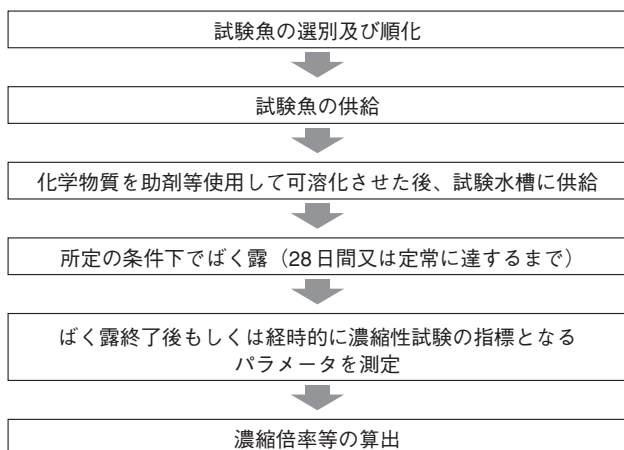 試験魚の選別及び順化
試験魚の供給
化学物質を助剤等使用して可溶化させた後、試験水槽に供給
所定の条件下でばく露（28日間又は定常に達するまで）
ばく露終了後もしくは経時的に濃縮性試験の指標となる
パラメータを測定
濃縮倍率等の算出